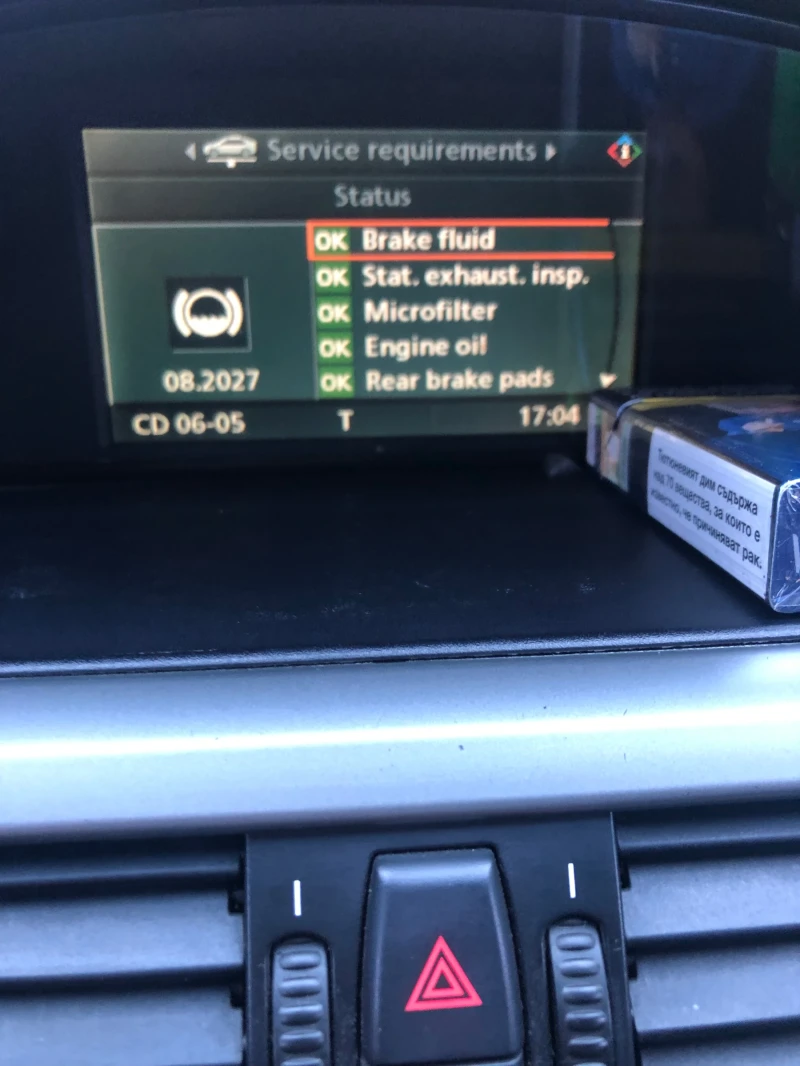 Service requirements
Status
OK Brake fluid
OK Stat. exhaust. insp.
OK Microfilter
OK Engine oil
08.2027
OK Rear brake pads
CD 06-05 T 17:04
Тютюневият дим съдържа
над 70 вещества, за които е
известно, че причиняват рак.